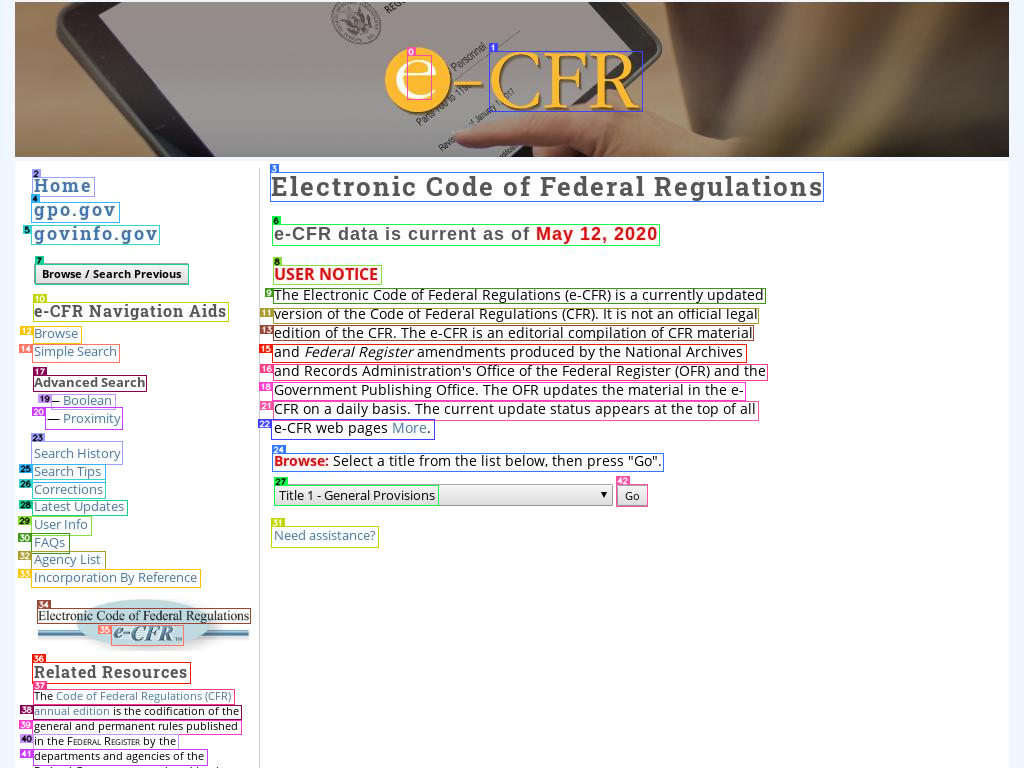 e-CFR
Personnel
Home
gpo.gov
govinfo.gov
Browse / Search Previous
e-CFR Navigation Aids
Browse
Simple Search
Advanced Search
— Boolean
— Proximity
Search History
Search Tips
Corrections
Latest Updates
User Info
FAQs
Agency List
Incorporation By Reference
Electronic Code of Federal Regulations
e-CFR™
Related Resources
The Code of Federal Regulations (CFR)
annual edition is the codification of the
general and permanent rules published
in the Federal Register by the
departments and agencies of the
Electronic Code of Federal Regulations
e-CFR data is current as of May 12, 2020
USER NOTICE
The Electronic Code of Federal Regulations (e-CFR) is a currently updated
version of the Code of Federal Regulations (CFR). It is not an official legal
edition of the CFR. The e-CFR is an editorial compilation of CFR material
and Federal Register amendments produced by the National Archives
and Records Administration's Office of the Federal Register (OFR) and the
Government Publishing Office. The OFR updates the material in the e-
CFR on a daily basis. The current update status appears at the top of all
e-CFR web pages More.
Browse: Select a title from the list below, then press "Go".
Title 1 - General Provisions
Go
Need assistance?